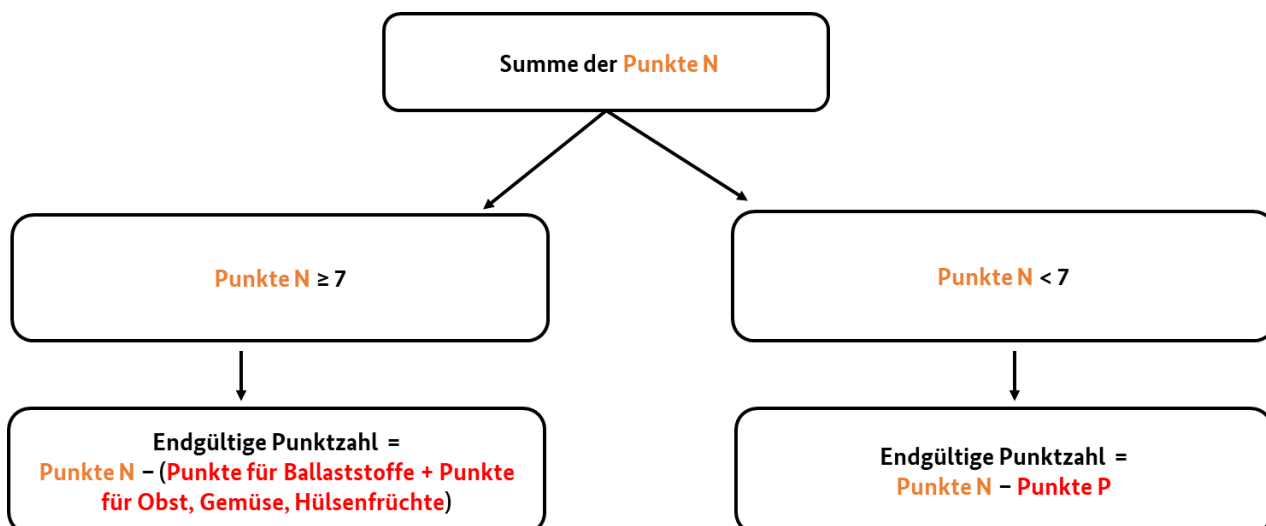 Summe der Punkte N
Punkte N ≥ 7
Punkte N < 7
Endgültige Punktzahl =
Punkte N – (Punkte für Ballaststoffe + Punkte
für Obst, Gemüse, Hülsenfrüchte)
Endgültige Punktzahl =
Punkte N – Punkte P